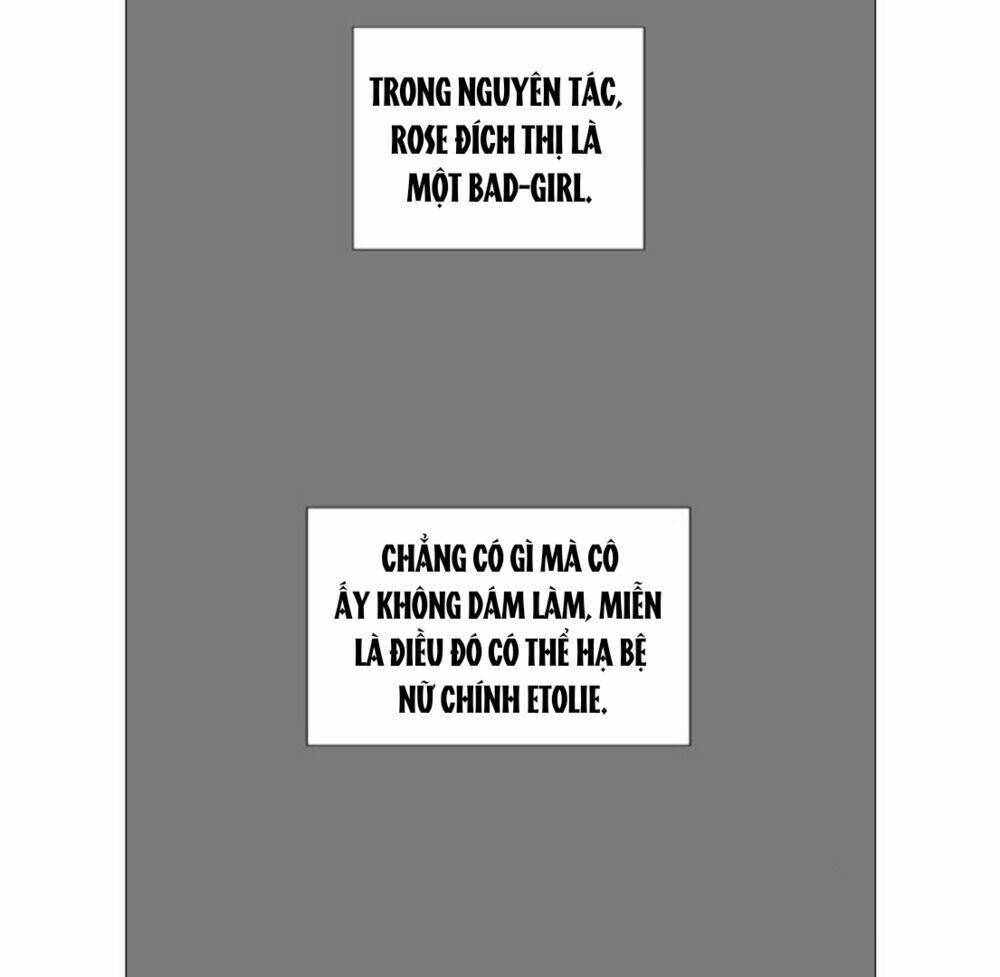 TRONG NGUYÊN TÁC,
ROSE ĐÍCH THỊ LÀ
MỘT BAD-GIRL.
CHẲNG CÓ GÌ MÀ CÔ
ẤY KHÔNG DÁM LÀM, MIỄN
LÀ ĐIỀU ĐÓ CÓ THỂ HẠ BỆ
NỮ CHÍNH ETOLIE.